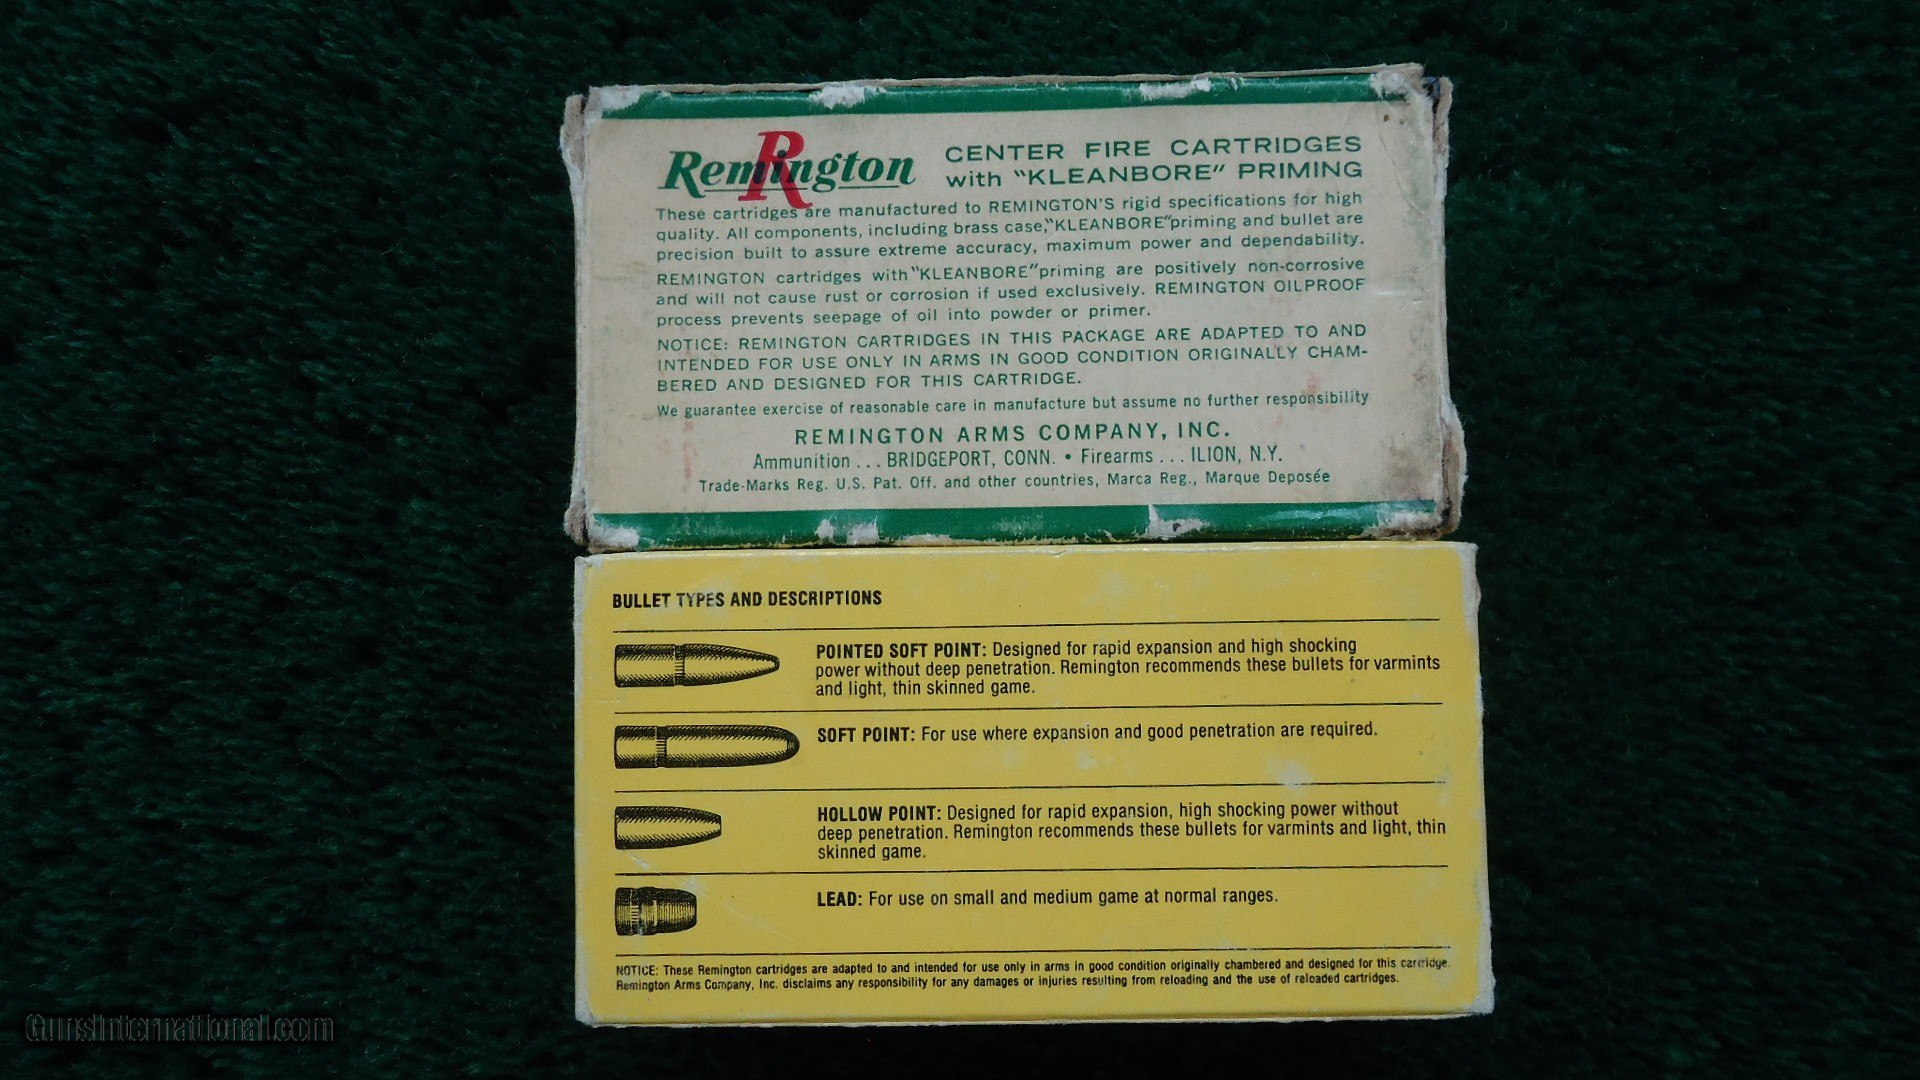 Remington
R
CENTER FIRE CARTRIDGES
with "KLEANBORE" PRIMING
These cartridges are manufactured to REMINGTON'S rigid specifications for high
quality. All components, including brass case, "KLEANBORE" priming and bullet are
precision built to assure extreme accuracy, maximum power and dependability.
REMINGTON cartridges with "KLEANBORE" priming are positively non-corrosive
and will not cause rust or corrosion if used exclusively. REMINGTON OILPROOF
process prevents seepage of oil into powder or primer.
NOTICE: REMINGTON CARTRIDGES IN THIS PACKAGE ARE ADAPTED TO AND
INTENDED FOR USE ONLY IN ARMS IN GOOD CONDITION ORIGINALLY CHAM-
BERED AND DESIGNED FOR THIS CARTRIDGE.
We guarantee exercise of reasonable care in manufacture but assume no further responsibility
REMINGTON ARMS COMPANY, INC.
Ammunition . . . BRIDGEPORT, CONN. • Firearms . . . ILION, N.Y.
Trade-Marks Reg. U.S. Pat. Off. and other countries, Marca Reg., Marque Deposée
BULLET TYPES AND DESCRIPTIONS
POINTED SOFT POINT: Designed for rapid expansion and high shocking
power without deep penetration. Remington recommends these bullets for varmints
and light, thin skinned game.
SOFT POINT: For use where expansion and good penetration are required.
HOLLOW POINT: Designed for rapid expansion, high shocking power without
deep penetration. Remington recommends these bullets for varmints and light, thin
skinned game.
LEAD: For use on small and medium game at normal ranges.
NOTICE: These Remington cartridges are adapted to and intended for use only in arms in good condition originally chambered and designed for this cartridge.
Remington Arms Company, Inc. disclaims any responsibility for any damages or injuries resulting from reloading and the use of reloaded cartridges.
GunsInternational.com